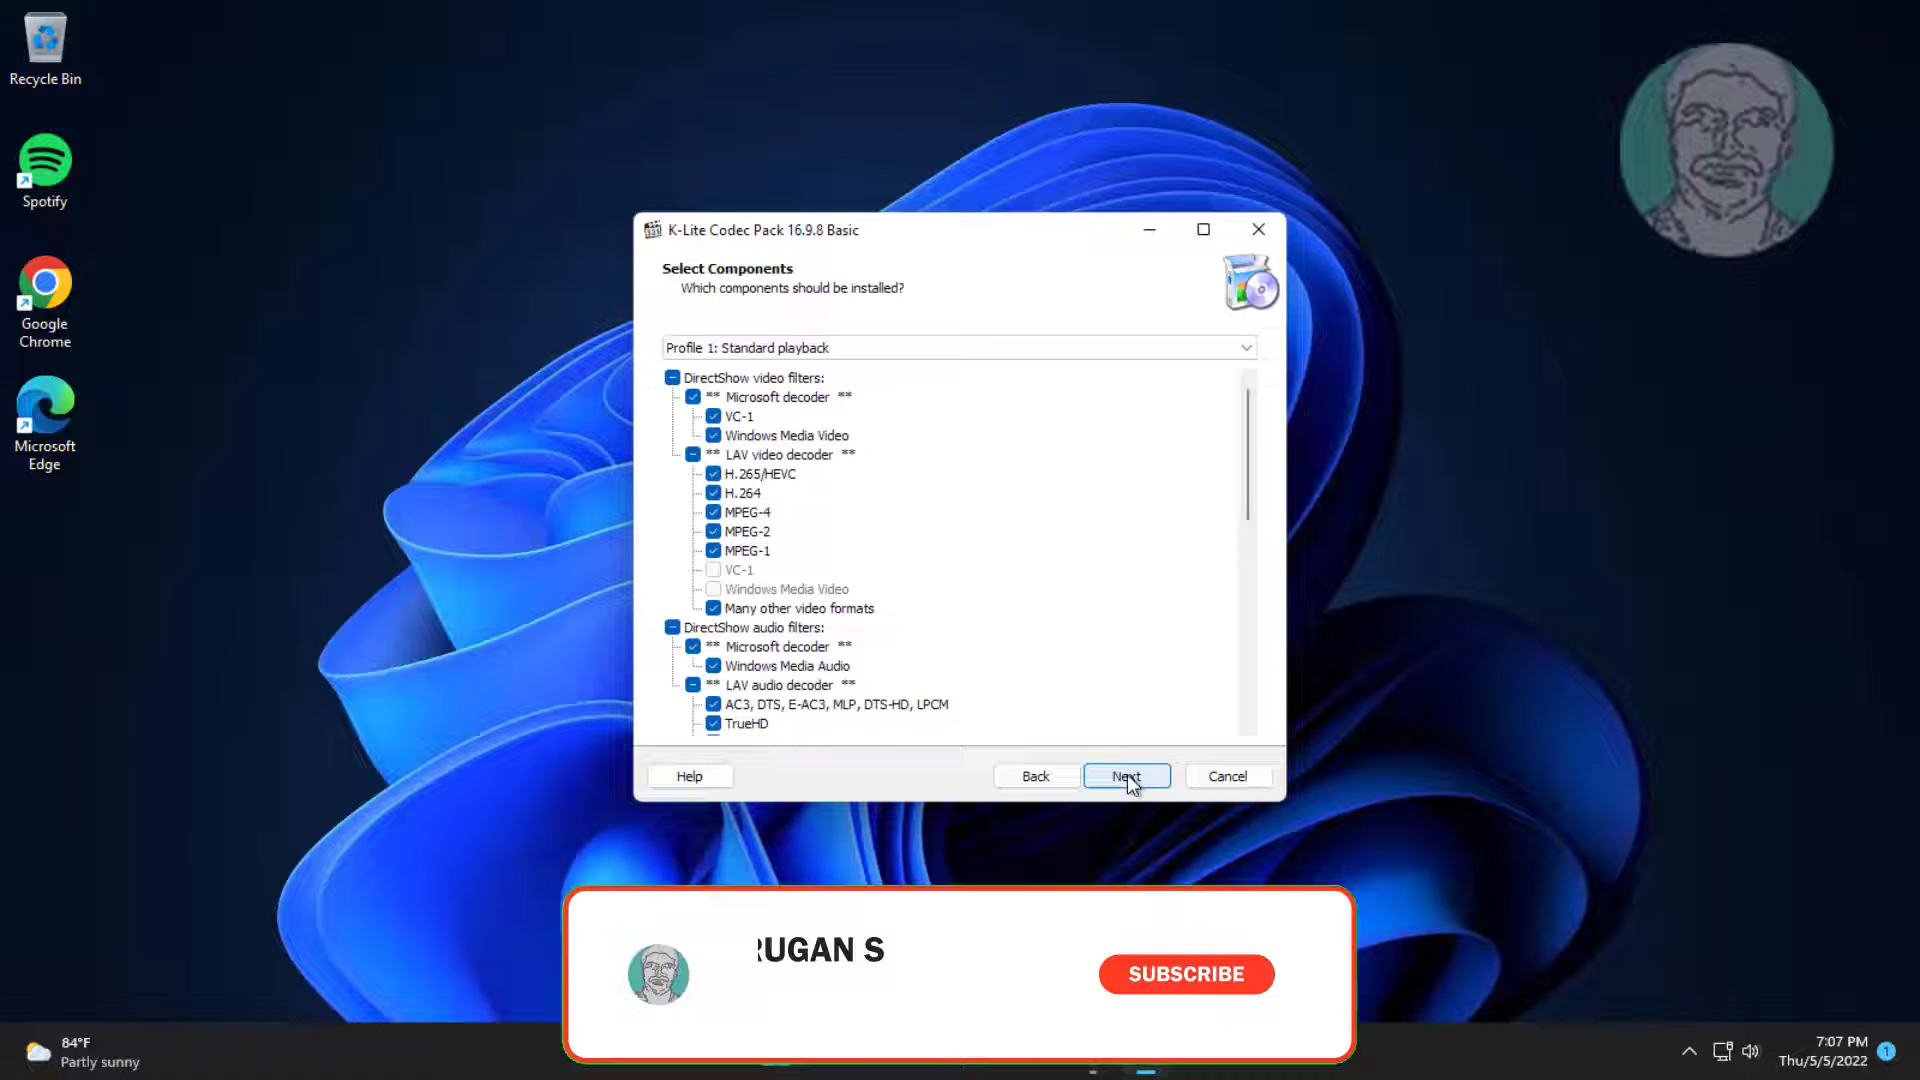 Recycle Bin
Spotify
Google
Chrome
Microsoft
Edge
K-Lite Codec Pack 16.9.8 Basic
Select Components
Which components should be installed?
Profile 1: Standard playback
DirectShow video filters:
** Microsoft decoder **
VC-1
Windows Media Video
** LAV video decoder **
H.265/HEVC
H.264
MPEG-4
MPEG-2
MPEG-1
VC-1
Windows Media Video
Many other video formats
DirectShow audio filters:
** Microsoft decoder **
Windows Media Audio
** LAV audio decoder **
AC3, DTS, E-AC3, MLP, DTS-HD, LPCM
TrueHD
Help
Back
Next
Cancel
RUGAN S
SUBSCRIBE
84°F
Partly sunny
7:07 PM
Thu/5/5/2022
1